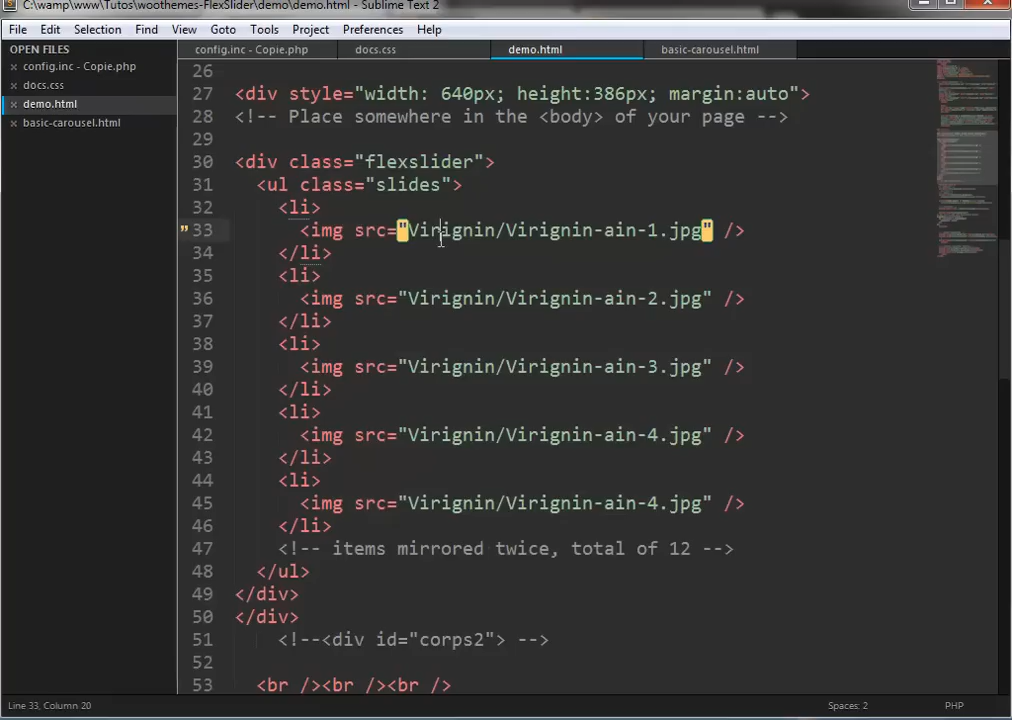 C:\wamp\www\Tutos\woothemes-FlexSlider\demo\demo.html - Sublime Text 2
File Edit Selection Find View Goto Tools Project Preferences Help
OPEN FILES
× config.inc - Copie.php
× docs.css
× demo.html
× basic-carousel.html
config.inc - Copie.php docs.css demo.html basic-carousel.html
26
27 <div style="width: 640px; height:386px; margin:auto">
28 <!-- Place somewhere in the <body> of your page -->
29
30 <div class="flexslider">
31 <ul class="slides">
32 <li>
33 <img src="Virignin/Virignin-ain-1.jpg" />
34 </li>
35 <li>
36 <img src="Virignin/Virignin-ain-2.jpg" />
37 </li>
38 <li>
39 <img src="Virignin/Virignin-ain-3.jpg" />
40 </li>
41 <li>
42 <img src="Virignin/Virignin-ain-4.jpg" />
43 </li>
44 <li>
45 <img src="Virignin/Virignin-ain-4.jpg" />
46 </li>
47 <!-- items mirrored twice, total of 12 -->
48 </ul>
49 </div>
50 </div>
51 <!--<div id="corps2"> -->
52
53 <br /><br /><br />
Line 33, Column 20 Spaces: 2 PHP